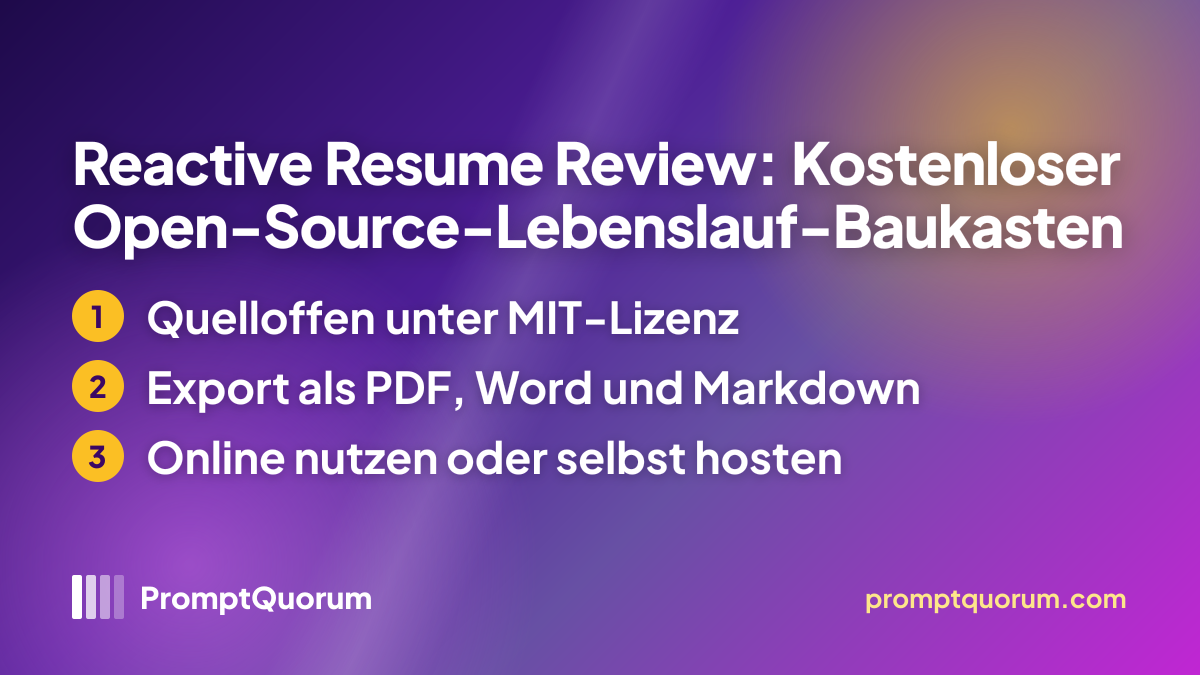 Reactive Resume Review: Kostenloser
Open-Source-Lebenslauf-Baukasten
1 Quelloffen unter MIT-Lizenz
2 Export als PDF, Word und Markdown
3 Online nutzen oder selbst hosten
PromptQuorum
promptquorum.com